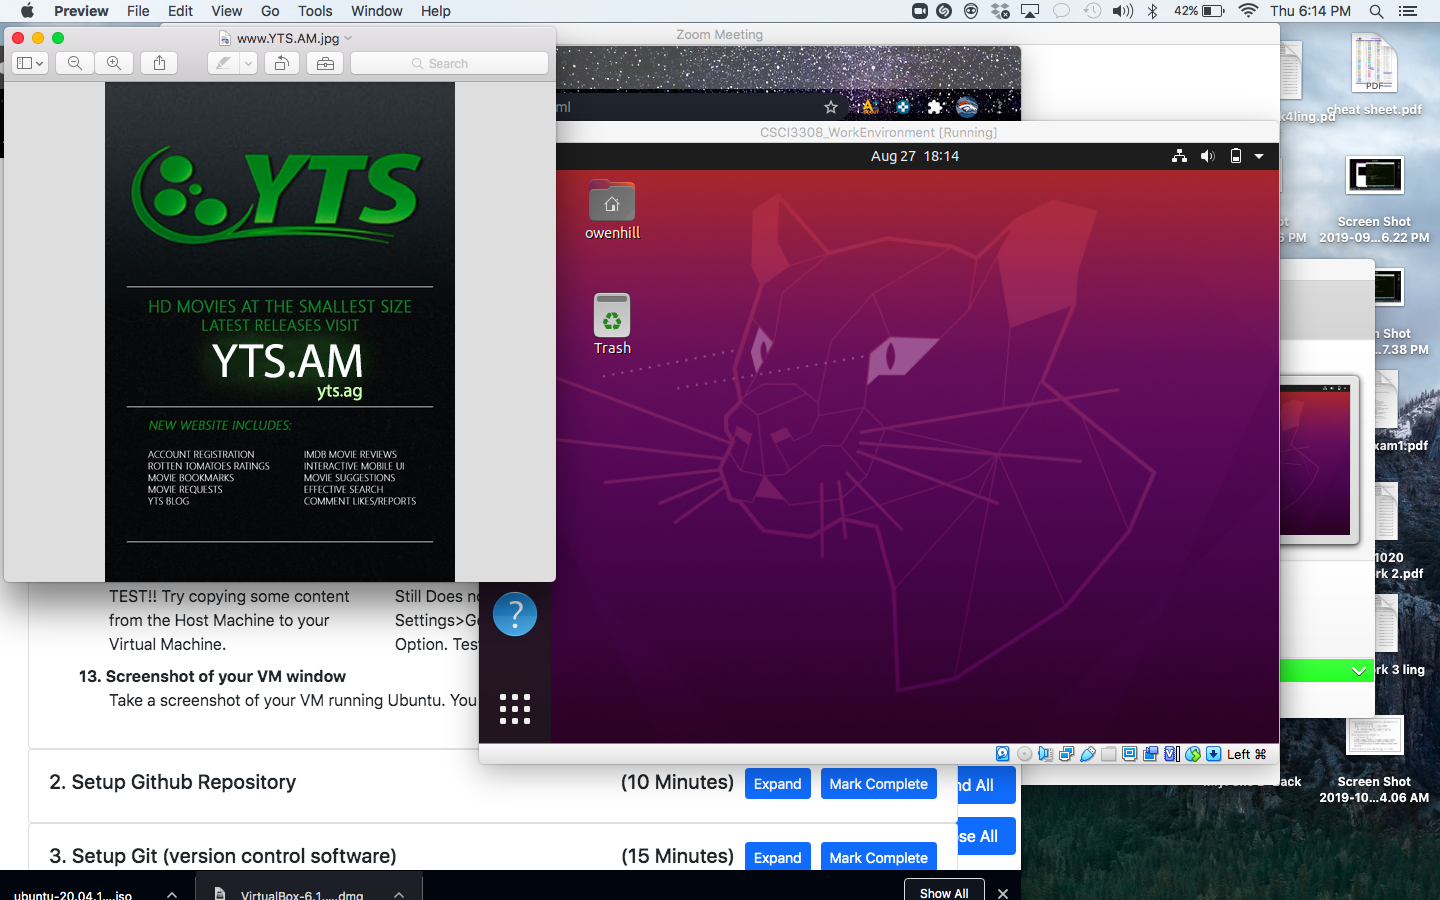 Preview File Edit View Go Tools Window Help
42% Thu 6:14 PM
www.YTS.AM.jpg
Search
YTS
HD MOVIES AT THE SMALLEST SIZE
LATEST RELEASES VISIT
YTS.AM
yts.ag
NEW WEBSITE INCLUDES:
ACCOUNT REGISTRATION
ROTTEN TOMATOES RATINGS
MOVIE BOOKMARKS
MOVIE REQUESTS
YTS BLOG
IMDB MOVIE REVIEWS
INTERACTIVE MOBILE UI
MOVIE SUGGESTIONS
EFFECTIVE SEARCH
COMMENT LIKES/REPORTS
Zoom Meeting
ml
CSCI3308_WorkEnvironment [Running]
Aug 27 18:14
owenhill
Trash
Left ⌘
TEST!! Try copying some content
from the Host Machine to your
Virtual Machine.
Still Does no
Settings>Ge
Option. Tes
13. Screenshot of your VM window
Take a screenshot of your VM running Ubuntu. You
2. Setup Github Repository (10 Minutes) Expand Mark Complete
3. Setup Git (version control software) (15 Minutes) Expand Mark Complete
nd All
se All
ubuntu-20.04.1....iso
VirtualBox-6.1.....dmg
Show All
PDF
cheat sheet.pdf
k4ling.pd
Screen Shot
2019-09...6.22 PM
6 PM
n Shot
...7.38 PM
xam1.pdf
1020
rk 2.pdf
rk 3 ling
Screen Shot
2019-10...4.06 AM